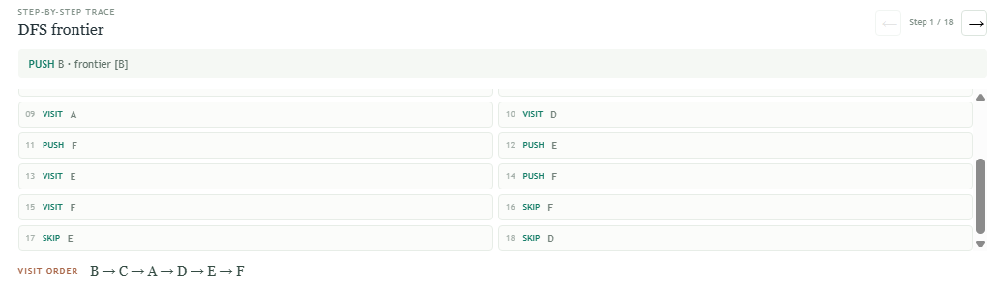 STEP-BY-STEP TRACE
DFS frontier
← Step 1 / 18 →
PUSH B · frontier [B]
09 VISIT A
10 VISIT D
11 PUSH F
12 PUSH E
13 VISIT E
14 PUSH F
15 VISIT F
16 SKIP F
17 SKIP E
18 SKIP D
VISIT ORDER B → C → A → D → E → F